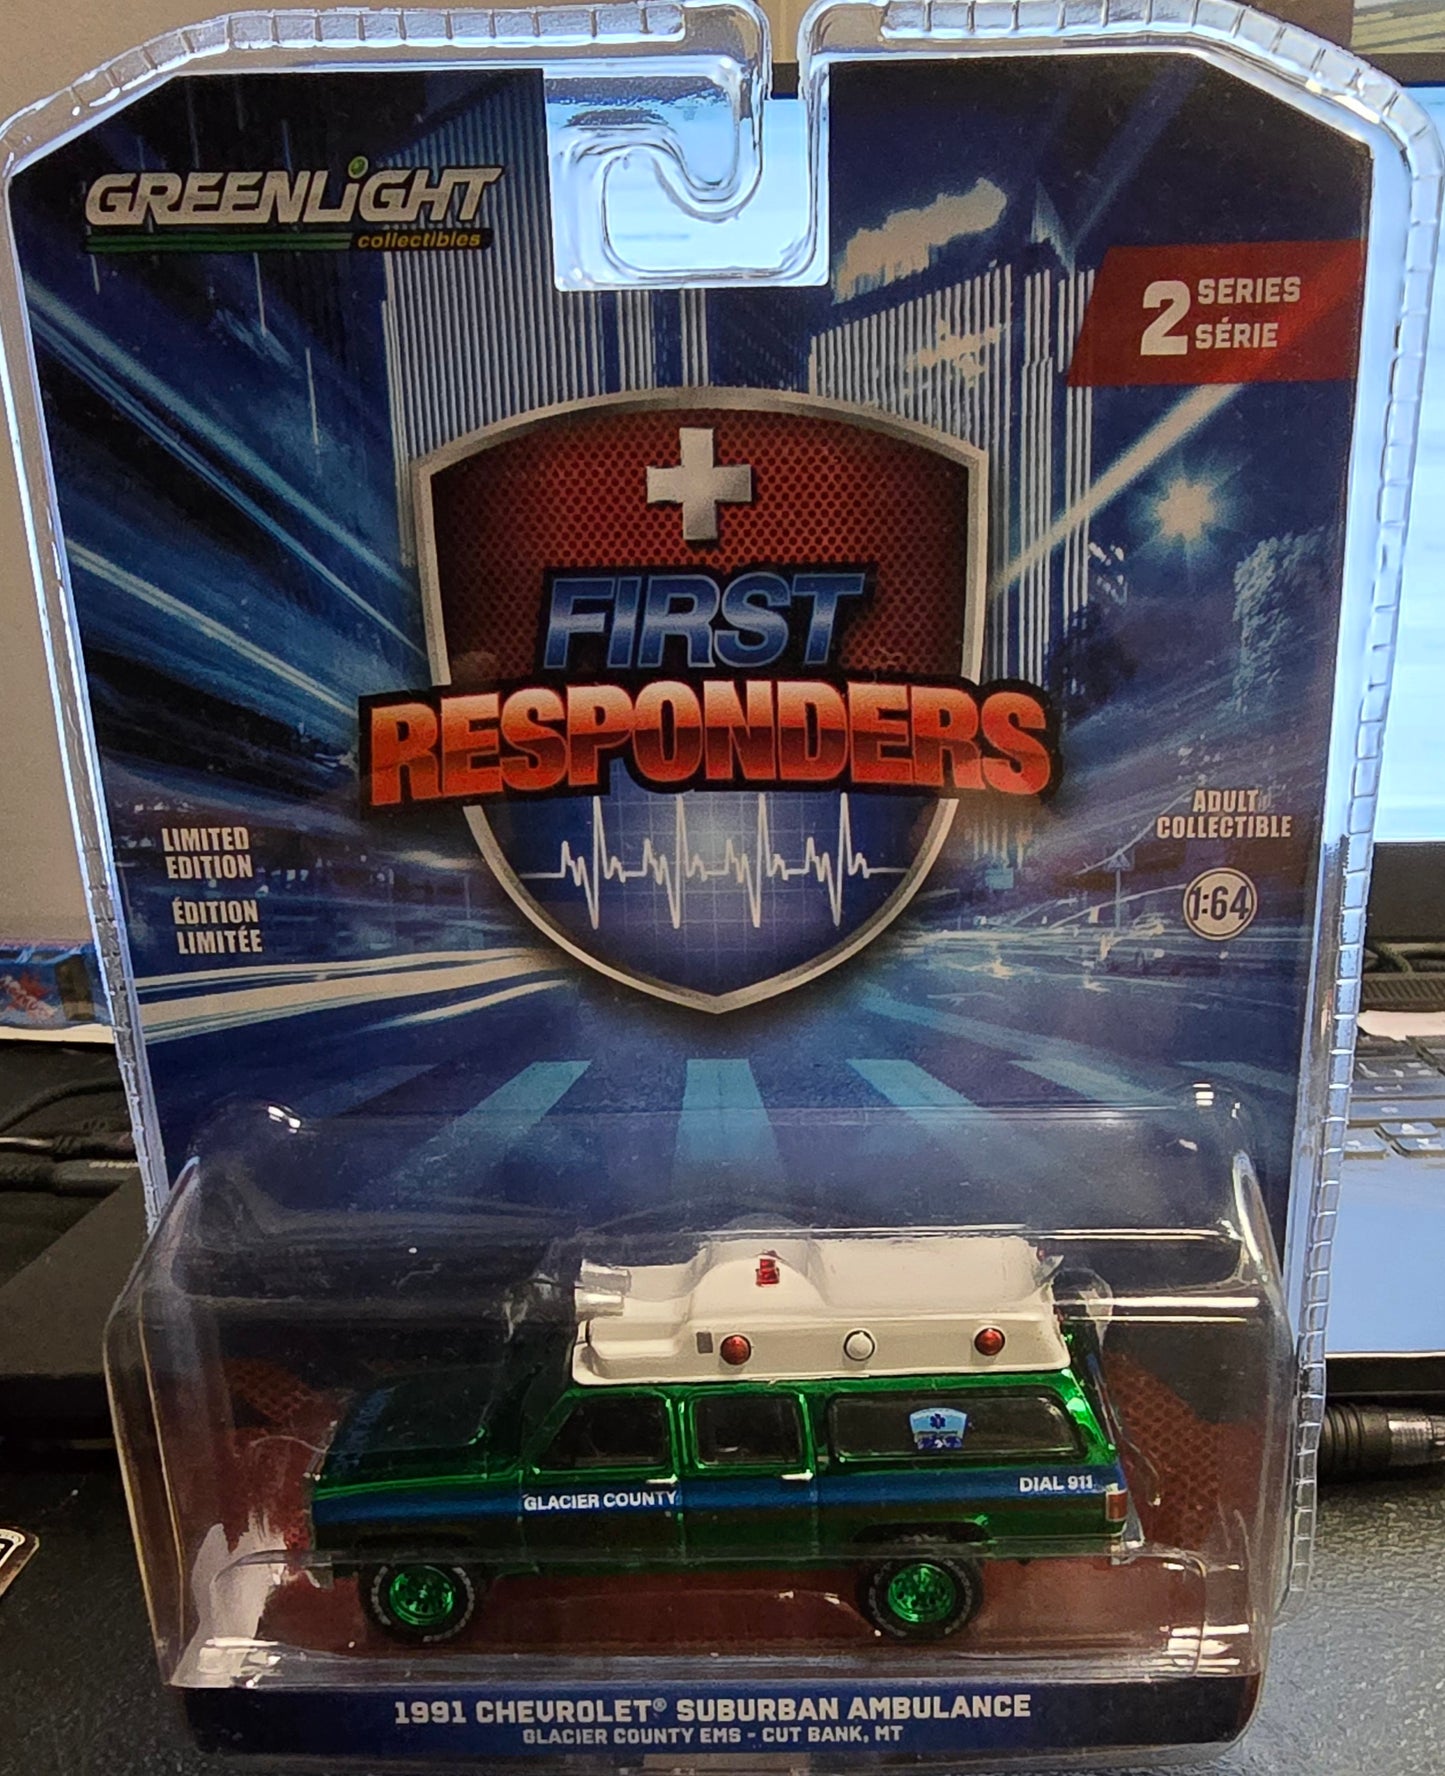 GREENLiGHT
collectibles
2 SERIES
SÉRIE
FIRST
RESPONDERS
LIMITED
EDITION
ÉDITION
LIMITÉE
ADULT
COLLECTIBLE
1:64
GLACIER COUNTY
DIAL 911
1991 CHEVROLET® SUBURBAN AMBULANCE
GLACIER COUNTY EMS - CUT BANK, MT